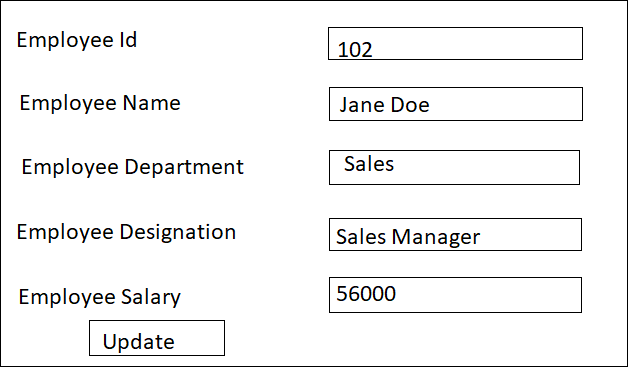 Employee Id 102
Employee Name Jane Doe
Employee Department Sales
Employee Designation Sales Manager
Employee Salary 56000
Update